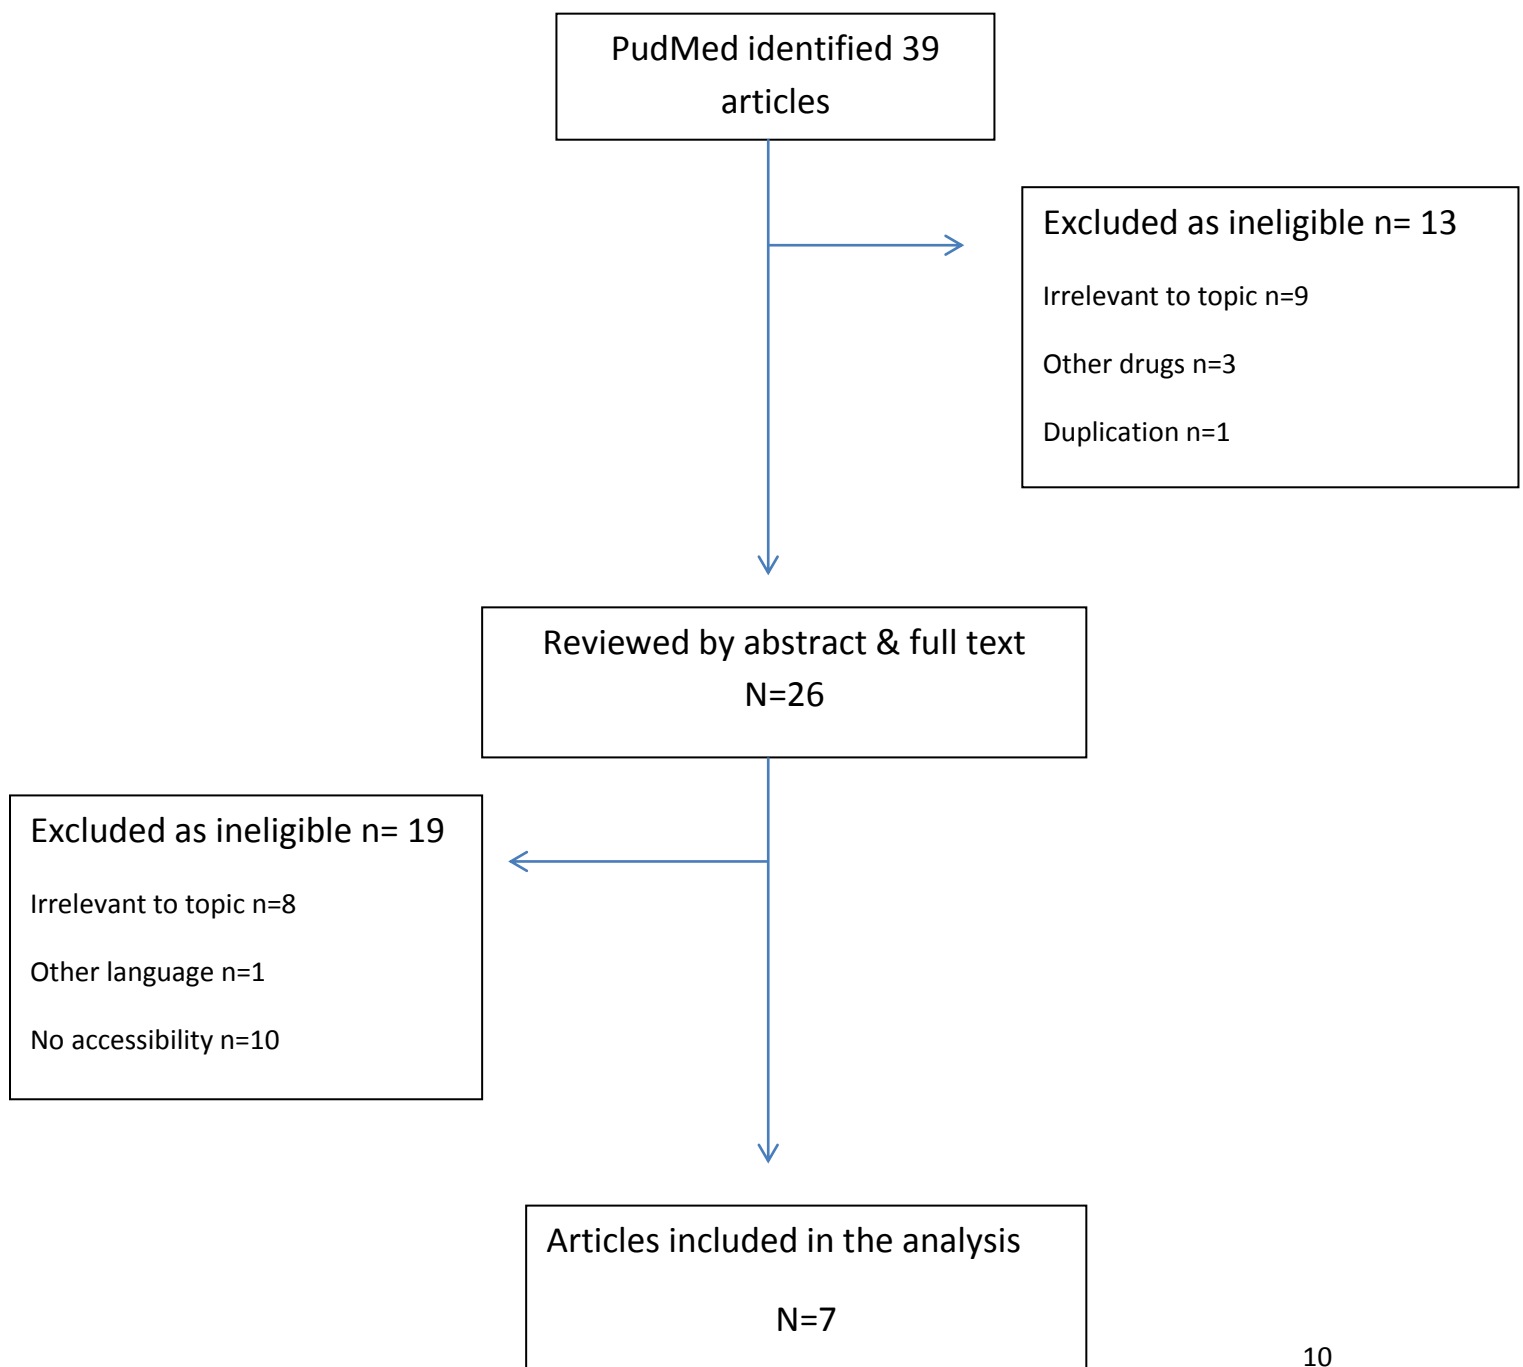 PudMed identified 39
articles
Excluded as ineligible n= 13
Irrelevant to topic n=9
Other drugs n=3
Duplication n=1
Reviewed by abstract & full text
N=26
Excluded as ineligible n= 19
Irrelevant to topic n=8
Other language n=1
No accessibility n=10
Articles included in the analysis
N=7
10